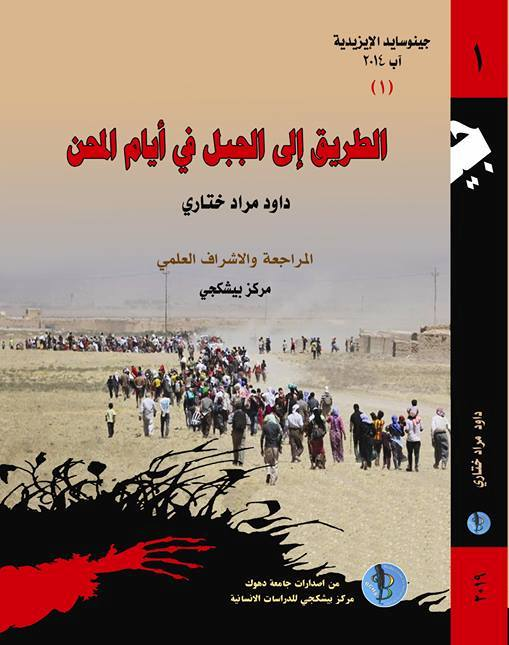 جينوسايد الإيزيدية
آب ٢٠١٤
(١)
الطريق إلى الجبل في أيام المحن
داود مراد ختاري
المراجعة والاشراف العلمي
مركز بيشكجي
من اصدارات جامعة دهوك
مركز بيشكجي للدراسات الانسانية
١
داود مراد ختاري
٢٠١٩